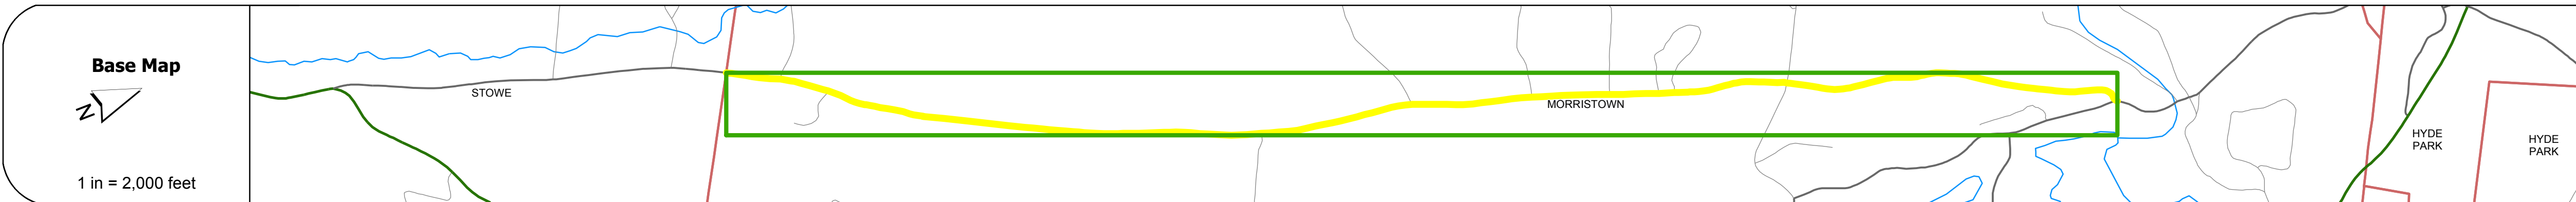 Base Map
N
1 in = 2,000 feet
STOWE
MORRISTOWN
HYDE
PARK
HYDE
PARK